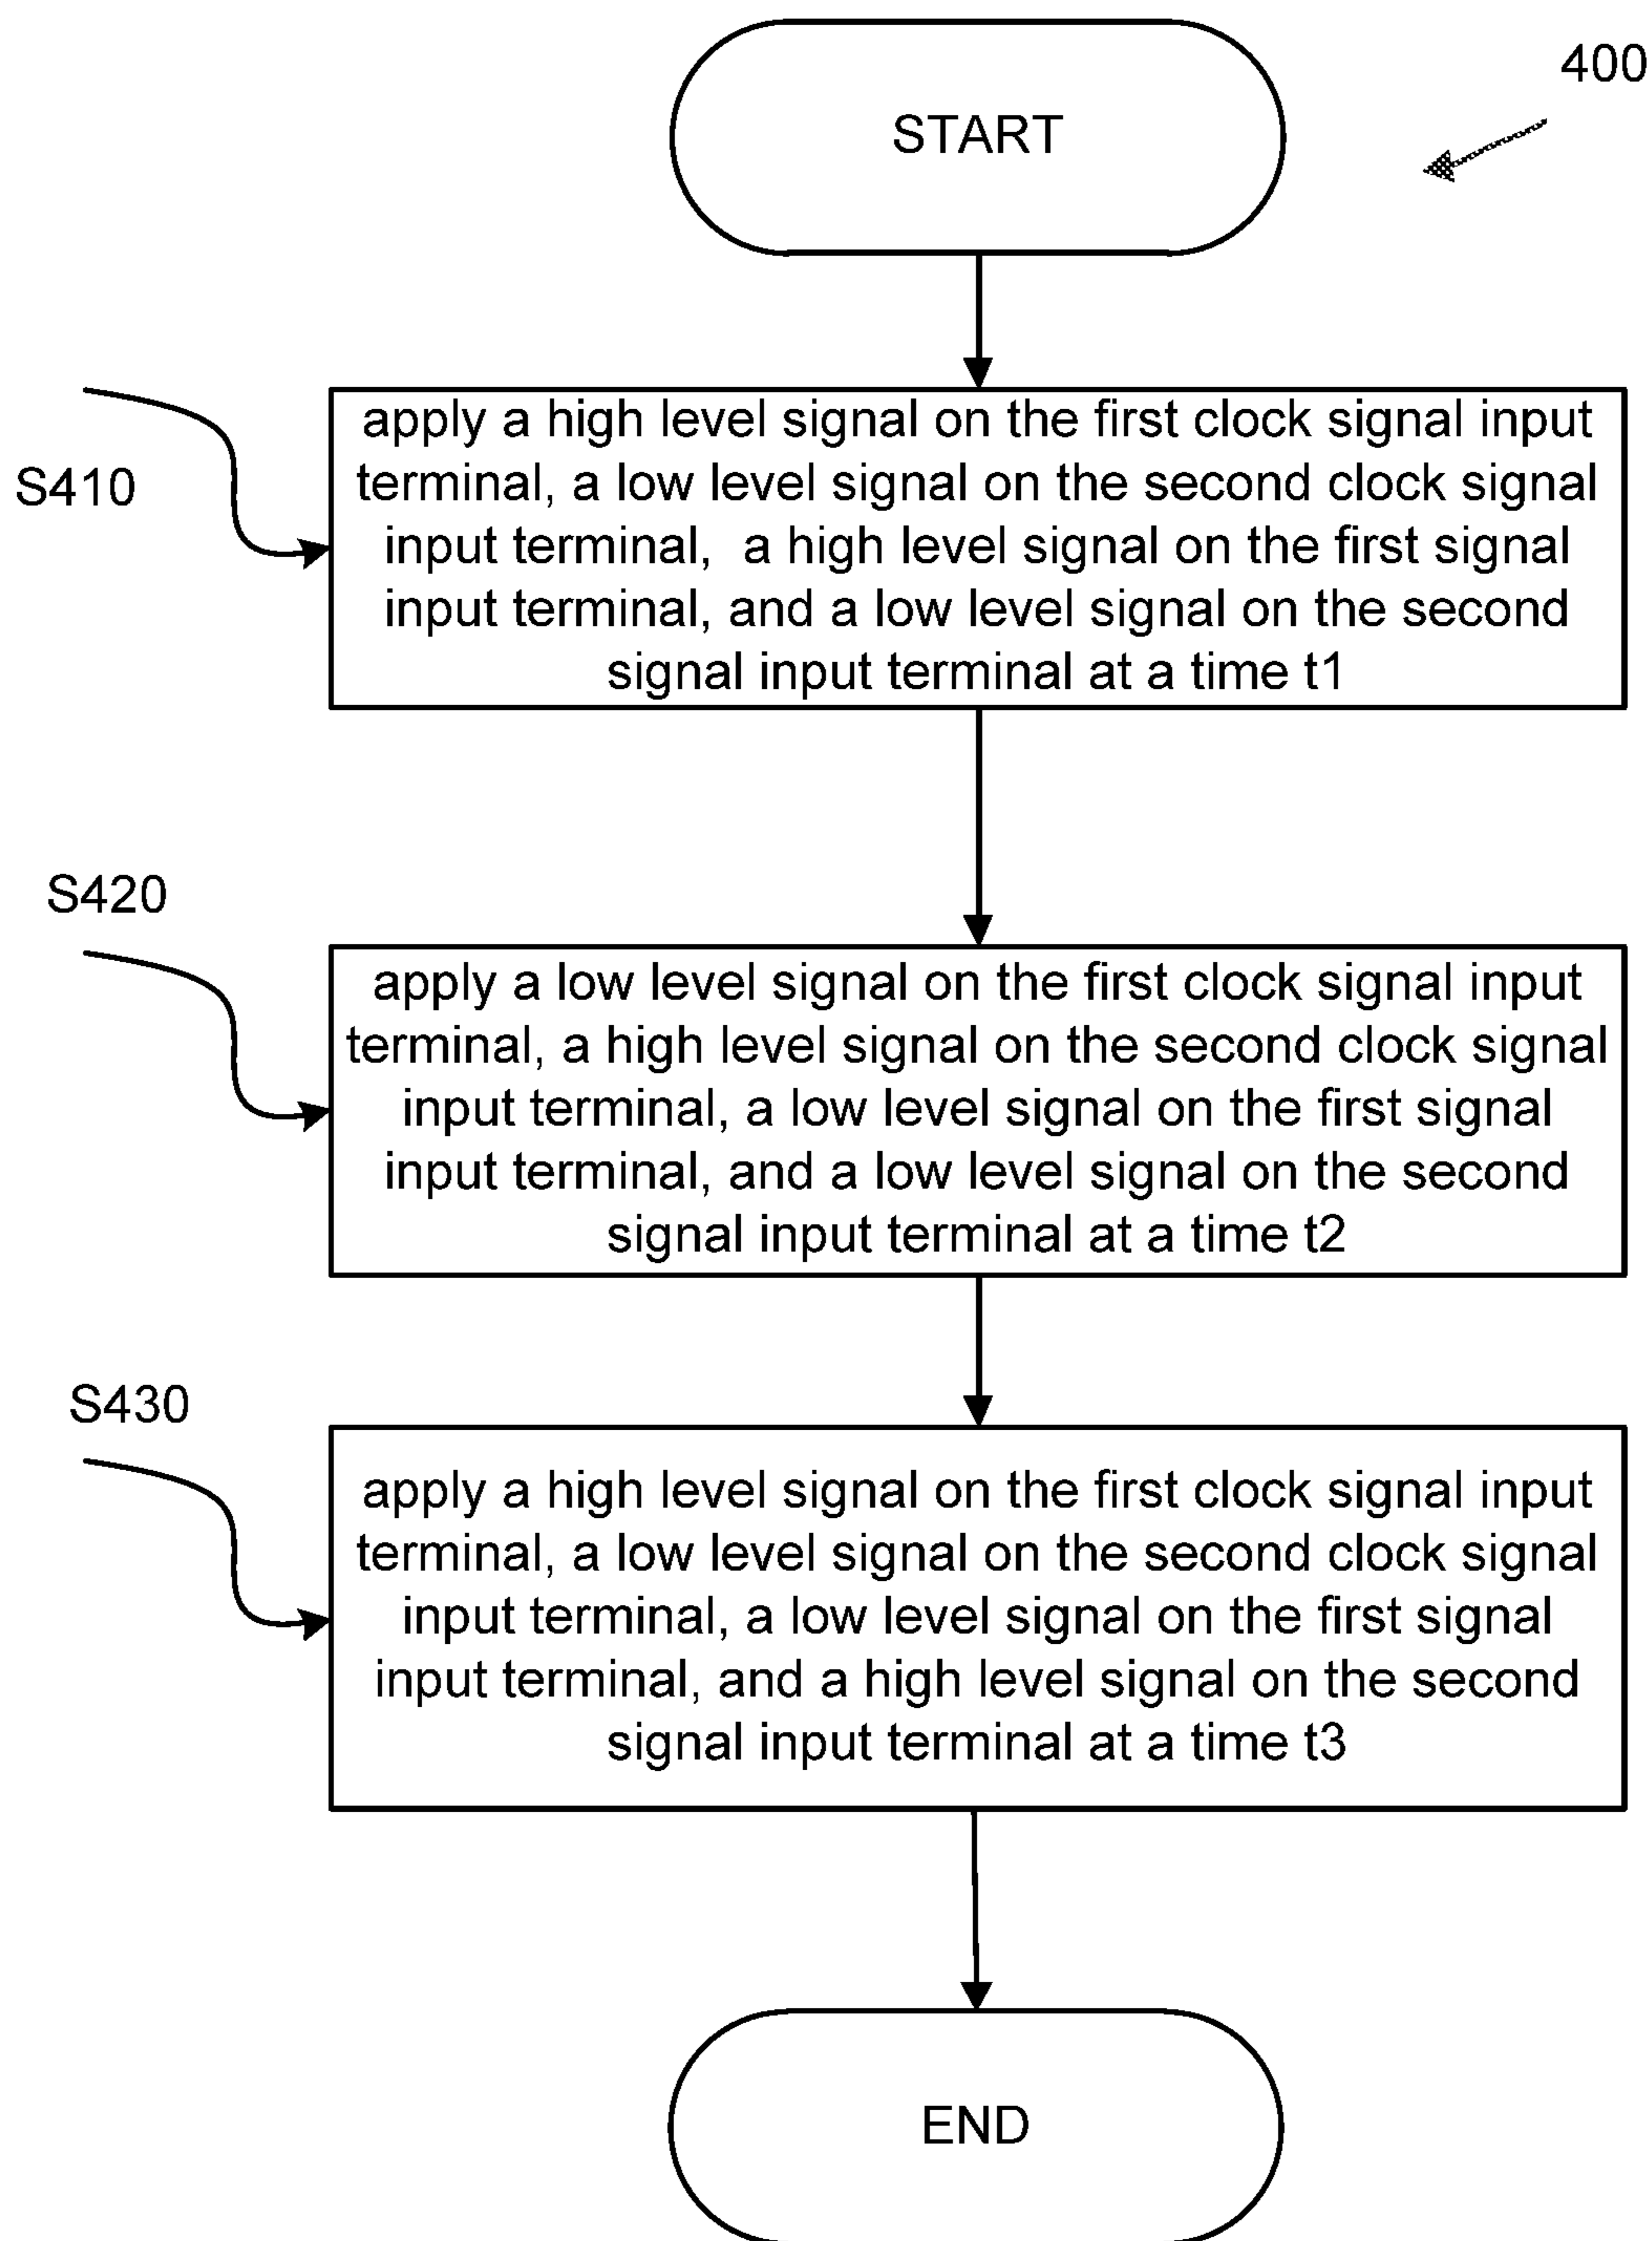 400
START
S410
apply a high level signal on the first clock signal input
terminal, a low level signal on the second clock signal
input terminal,  a high level signal on the first signal
input terminal, and a low level signal on the second
signal input terminal at a time t1
S420
apply a low level signal on the first clock signal input
terminal, a high level signal on the second clock signal
input terminal, a low level signal on the first signal
input terminal, and a low level signal on the second
signal input terminal at a time t2
S430
apply a high level signal on the first clock signal input
terminal, a low level signal on the second clock signal
input terminal, a low level signal on the first signal
input terminal, and a high level signal on the second
signal input terminal at a time t3
END